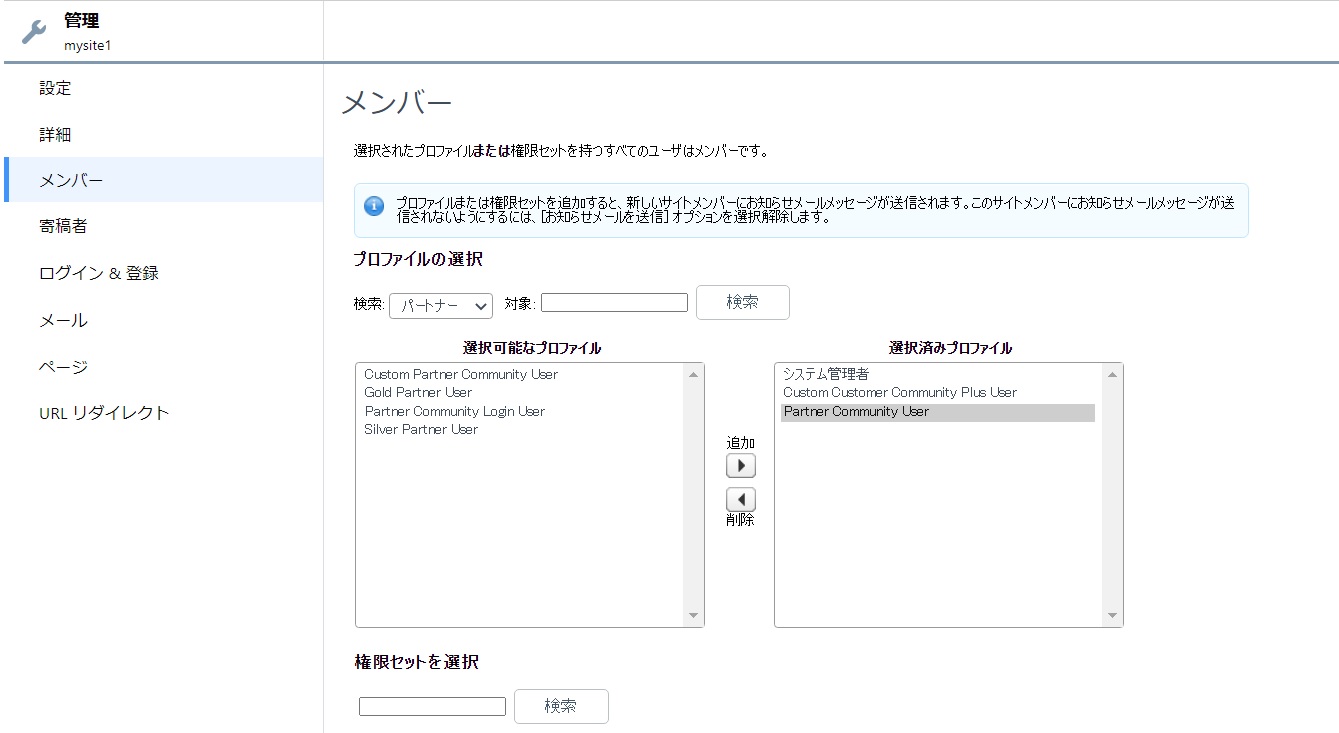 管理
mysite1
設定
詳細
メンバー
寄稿者
ログイン & 登録
メール
ページ
URL リダイレクト
メンバー
選択されたプロファイルまたは権限セットを持つすべてのユーザはメンバーです。
プロファイルまたは権限セットを追加すると、新しいサイトメンバーにお知らせメールメッセージが送信されます。このサイトメンバーにお知らせメールメッセージが送
信されないようにするには、[お知らせメールを送信] オプションを選択解除します。
プロファイルの選択
検索: パートナー 対象: 検索
選択可能なプロファイル
Custom Partner Community User
Gold Partner User
Partner Community Login User
Silver Partner User
追加
削除
選択済みプロファイル
システム管理者
Custom Customer Community Plus User
Partner Community User
権限セットを選択
検索